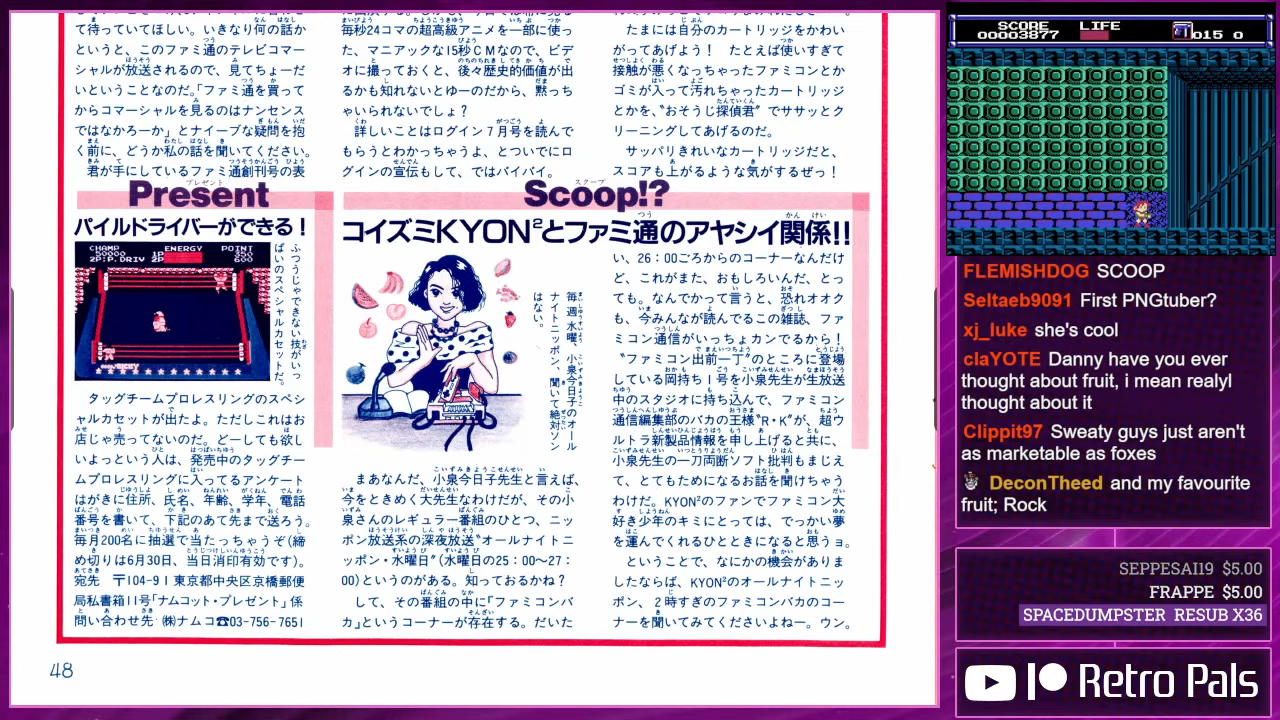 て待っていてほしい。いきなり何の話か
というと、このファミ通のテレビコマー
シャルが放送されるので、見てちょーだ
いということなのだ。「ファミ通を買って
からコマーシャルを見るのはナンセンス
ではなかろーか」とナイーブな疑問を抱
く前に、どうか私の話を聞いてください。
君が手にしているファミ通創刊号の表
毎秒24コマの超高級アニメを一部に使っ
た、マニアックな15秒CMなので、ビデ
オに撮っておくと、後々歴史的価値が出
るかも知れないとゆーのだから、黙っち
ゃいられないでしょ？
詳しいことはログイン7月号を読んで
もらうとわかっちゃうよ、とついでにロ
グインの宣伝もして、ではバイバイ。
たまには自分のカートリッジをかわい
がってあげよう！ たとえば使いすぎて
接触が悪くなっちゃったファミコンとか
ゴミが入って汚れちゃったカートリッジ
とかを、"おそうじ探偵君"でササッとク
リーニングしてあげるのだ。
サッパリきれいなカートリッジだと、
スコアも上がるような気がするぜっ！
プレゼント
Present
パイルドライバーができる！
CHAMP ENERGY POINT
2P:P.DRIV
ふつうじゃできない技がいっ
ぱいのスペシャルカセットだ。
タッグチームプロレスリングのスペシ
ャルカセットが出たよ。ただしこれはお
店じゃ売ってないのだ。どーしても欲し
いよっという人は、発売中のタッグチー
ムプロレスリングに入ってるアンケート
はがきに住所、氏名、年齢、学年、電話
番号を書いて、下記のあて先まで送ろう。
毎月200名に抽選で当たっちゃうぞ(締
め切りは6月30日、当日消印有効です)。
宛先 〒104-91 東京都中央区京橋郵便
局私書箱11号「ナムコット・プレゼント」係
問い合わせ先・㈱ナムコ☎03-756-7651
スクープ
Scoop!?
コイズミKYON²とファミ通のアヤシイ関係!!
毎週水曜、小泉今日子のオール
ナイトニッポン、聞いて絶対ソン
はない。
まあなんだ、小泉今日子先生と言えば、
今をときめく大先生なわけだが、その小
泉さんのレギュラー番組のひとつ、ニッ
ポン放送系の深夜放送"オールナイトニ
ッポン・水曜日"(水曜日の25：00〜27：
00)というのがある。知っておるかね？
して、その番組の中に「ファミコンバ
カ」というコーナーが存在する。だいた
い、26：00ごろからのコーナーなんだけ
ど、これがまた、おもしろいんだ、とっ
ても。なんでかって言うと、恐れオオク
も、今みんなが読んでるこの雑誌、ファ
ミコン通信がいっちょカンでるから！
"ファミコン出前一丁"のところに登場
している岡持ち1号を小泉先生が生放送
中のスタジオに持ち込んで、ファミコン
通信編集部のバカの王様"R・K"が、超ウ
ルトラ新製品情報を申し上げると共に、
小泉先生の一刀両断ソフト批判もまじえ
て、とてもためになるお話を聞けちゃう
わけだ。KYON²のファンでファミコン大
好き少年のキミにとっては、でっかい夢
を運んでくれるひとときになると思うョ。
ということで、なにかの機会がありま
したならば、KYON²のオールナイトニッ
ポン、2時すぎのファミコンバカのコー
ナーを聞いてみてくださいよねー。ウン。
48
SCORE LIFE
00003877 015 0
FLEMISHDOG SCOOP
Seltaeb9091 First PNGtuber?
xj_luke she's cool
claYOTE Danny have you ever
thought about fruit, i mean realyl
thought about it
Clippit97 Sweaty guys just aren't
as marketable as foxes
DeconTheed and my favourite
fruit; Rock
SEPPESAI19 $5.00
FRAPPE $5.00
SPACEDUMPSTER RESUB X36
Retro Pals